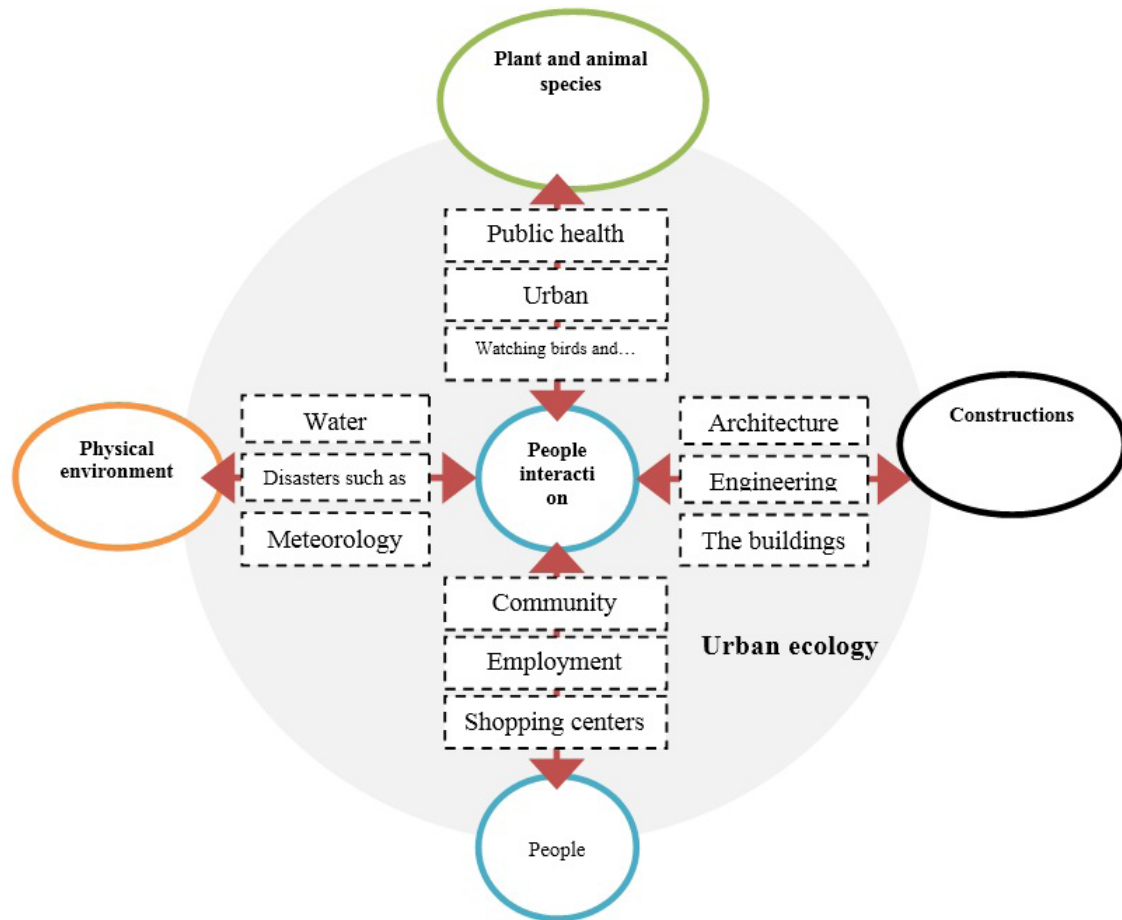 Plant and animal
species
Public health
Urban
Watching birds and…
Physical
environment
Water
Disasters such as
Meteorology
People
interacti
on
Architecture
Engineering
The buildings
Constructions
Community
Employment
Shopping centers
Urban ecology
People